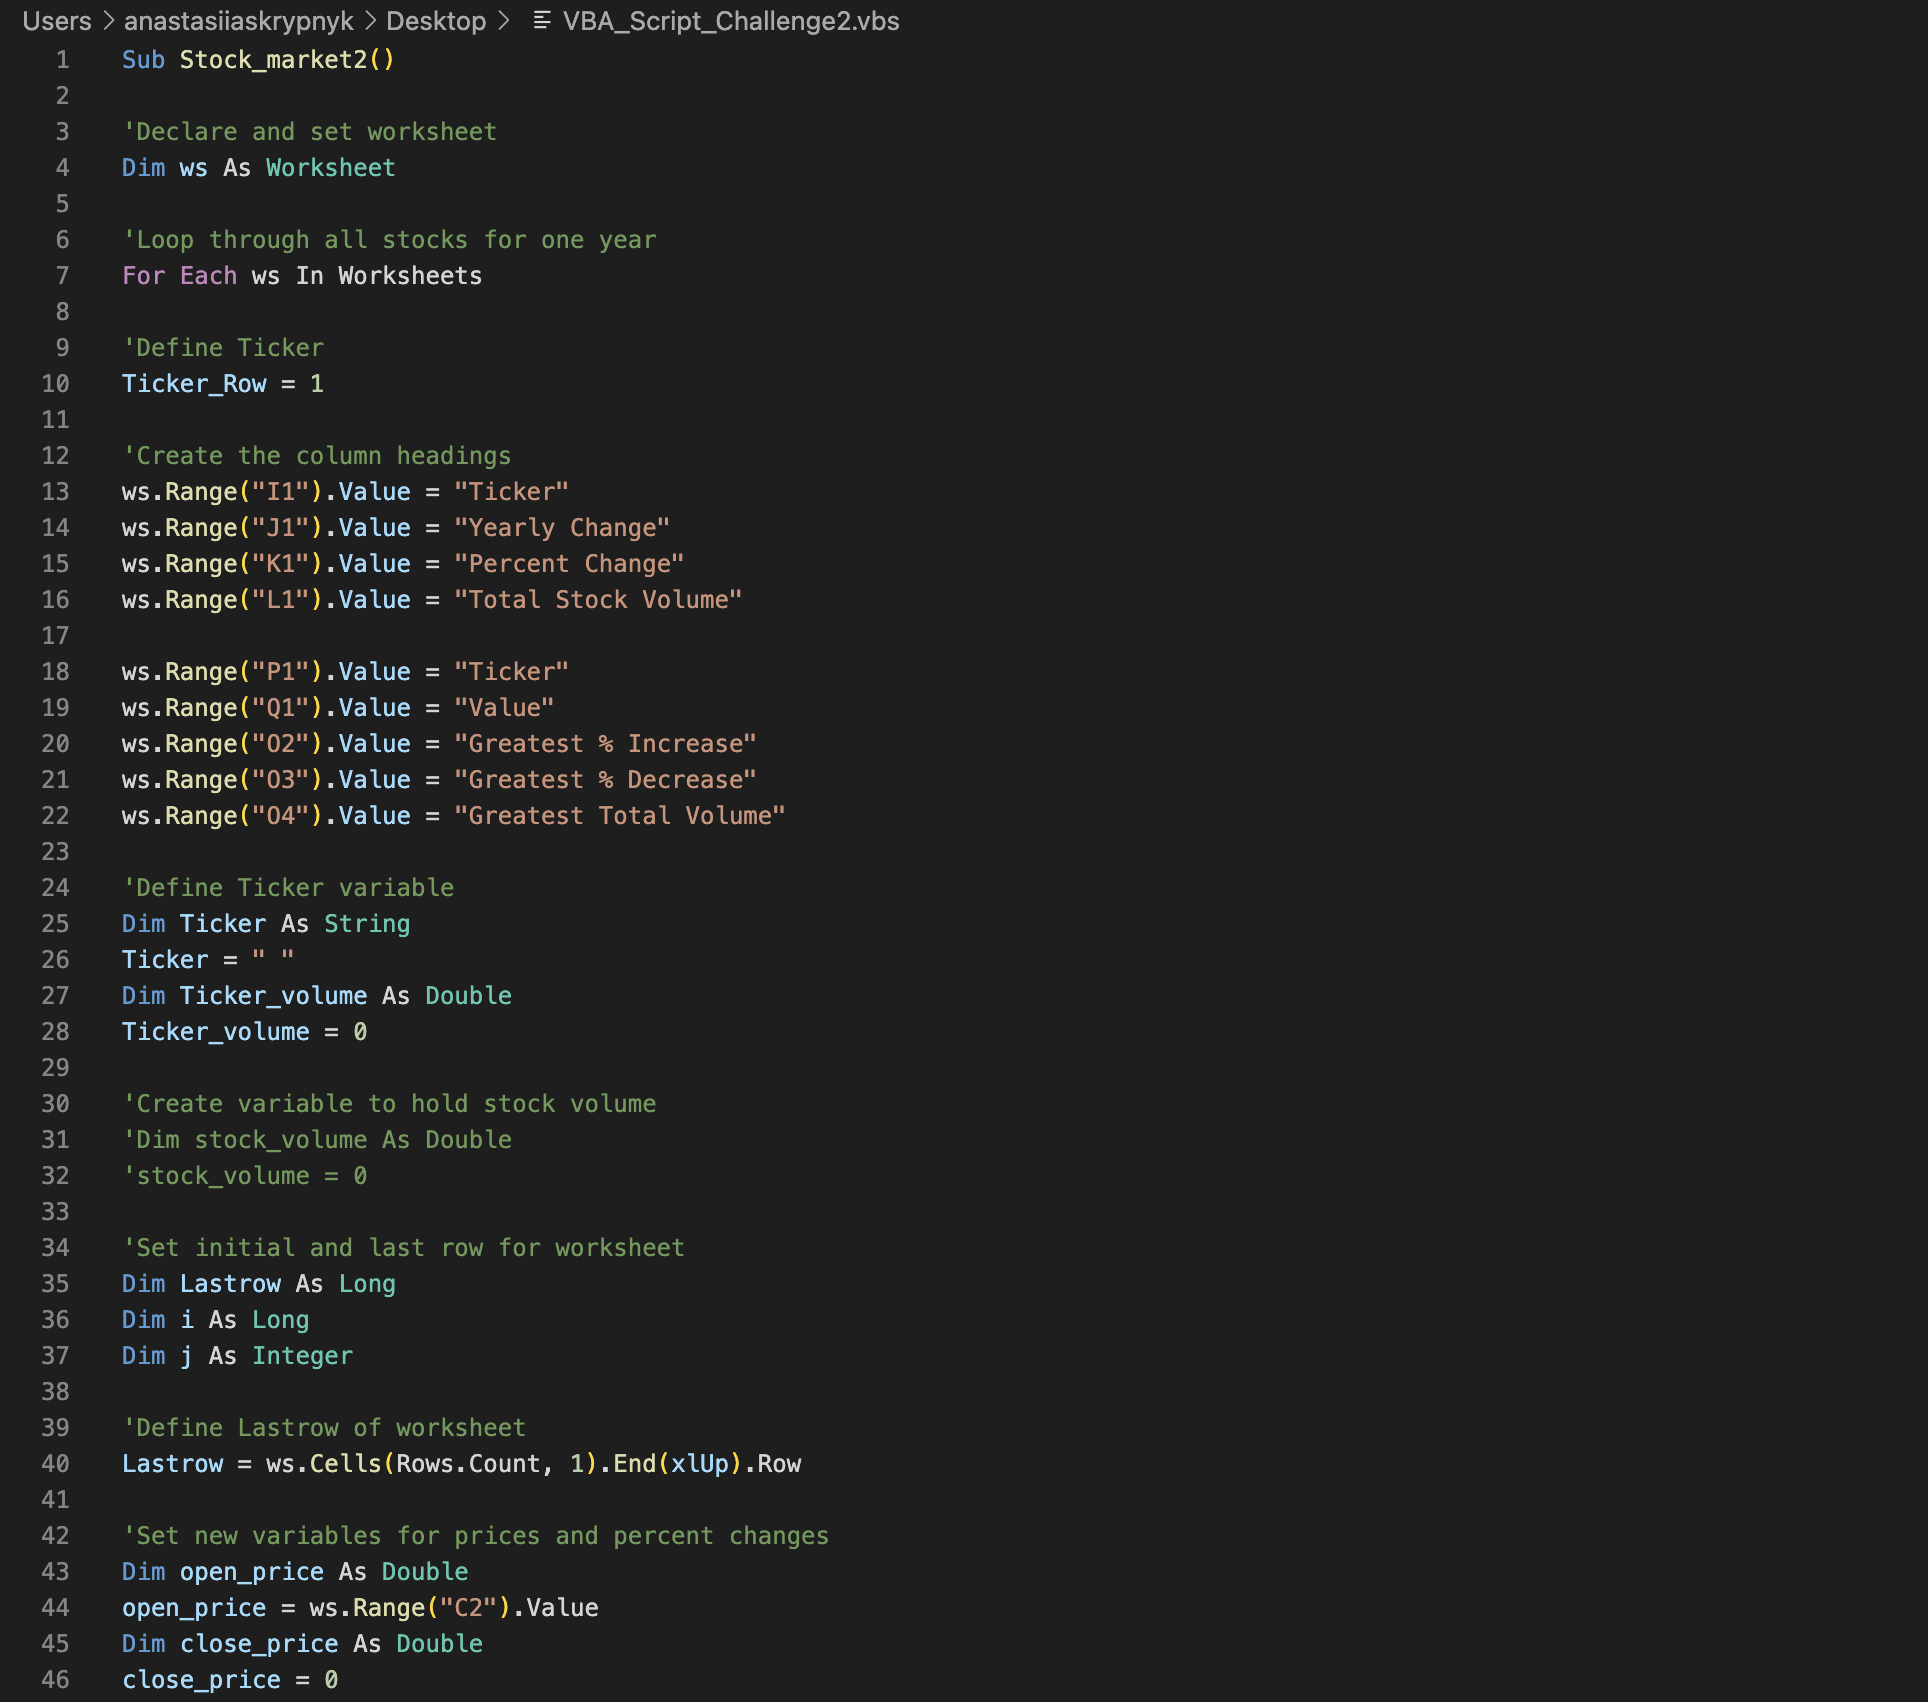 Users > anastasiiaskrypnyk > Desktop > VBA_Script_Challenge2.vbs
1 Sub Stock_market2()
2
3 'Declare and set worksheet
4 Dim ws As Worksheet
5
6 'Loop through all stocks for one year
7 For Each ws In Worksheets
8
9 'Define Ticker
10 Ticker_Row = 1
11
12 'Create the column headings
13 ws.Range("I1").Value = "Ticker"
14 ws.Range("J1").Value = "Yearly Change"
15 ws.Range("K1").Value = "Percent Change"
16 ws.Range("L1").Value = "Total Stock Volume"
17
18 ws.Range("P1").Value = "Ticker"
19 ws.Range("Q1").Value = "Value"
20 ws.Range("O2").Value = "Greatest % Increase"
21 ws.Range("O3").Value = "Greatest % Decrease"
22 ws.Range("O4").Value = "Greatest Total Volume"
23
24 'Define Ticker variable
25 Dim Ticker As String
26 Ticker = " "
27 Dim Ticker_volume As Double
28 Ticker_volume = 0
29
30 'Create variable to hold stock volume
31 'Dim stock_volume As Double
32 'stock_volume = 0
33
34 'Set initial and last row for worksheet
35 Dim Lastrow As Long
36 Dim i As Long
37 Dim j As Integer
38
39 'Define Lastrow of worksheet
40 Lastrow = ws.Cells(Rows.Count, 1).End(xlUp).Row
41
42 'Set new variables for prices and percent changes
43 Dim open_price As Double
44 open_price = ws.Range("C2").Value
45 Dim close_price As Double
46 close_price = 0